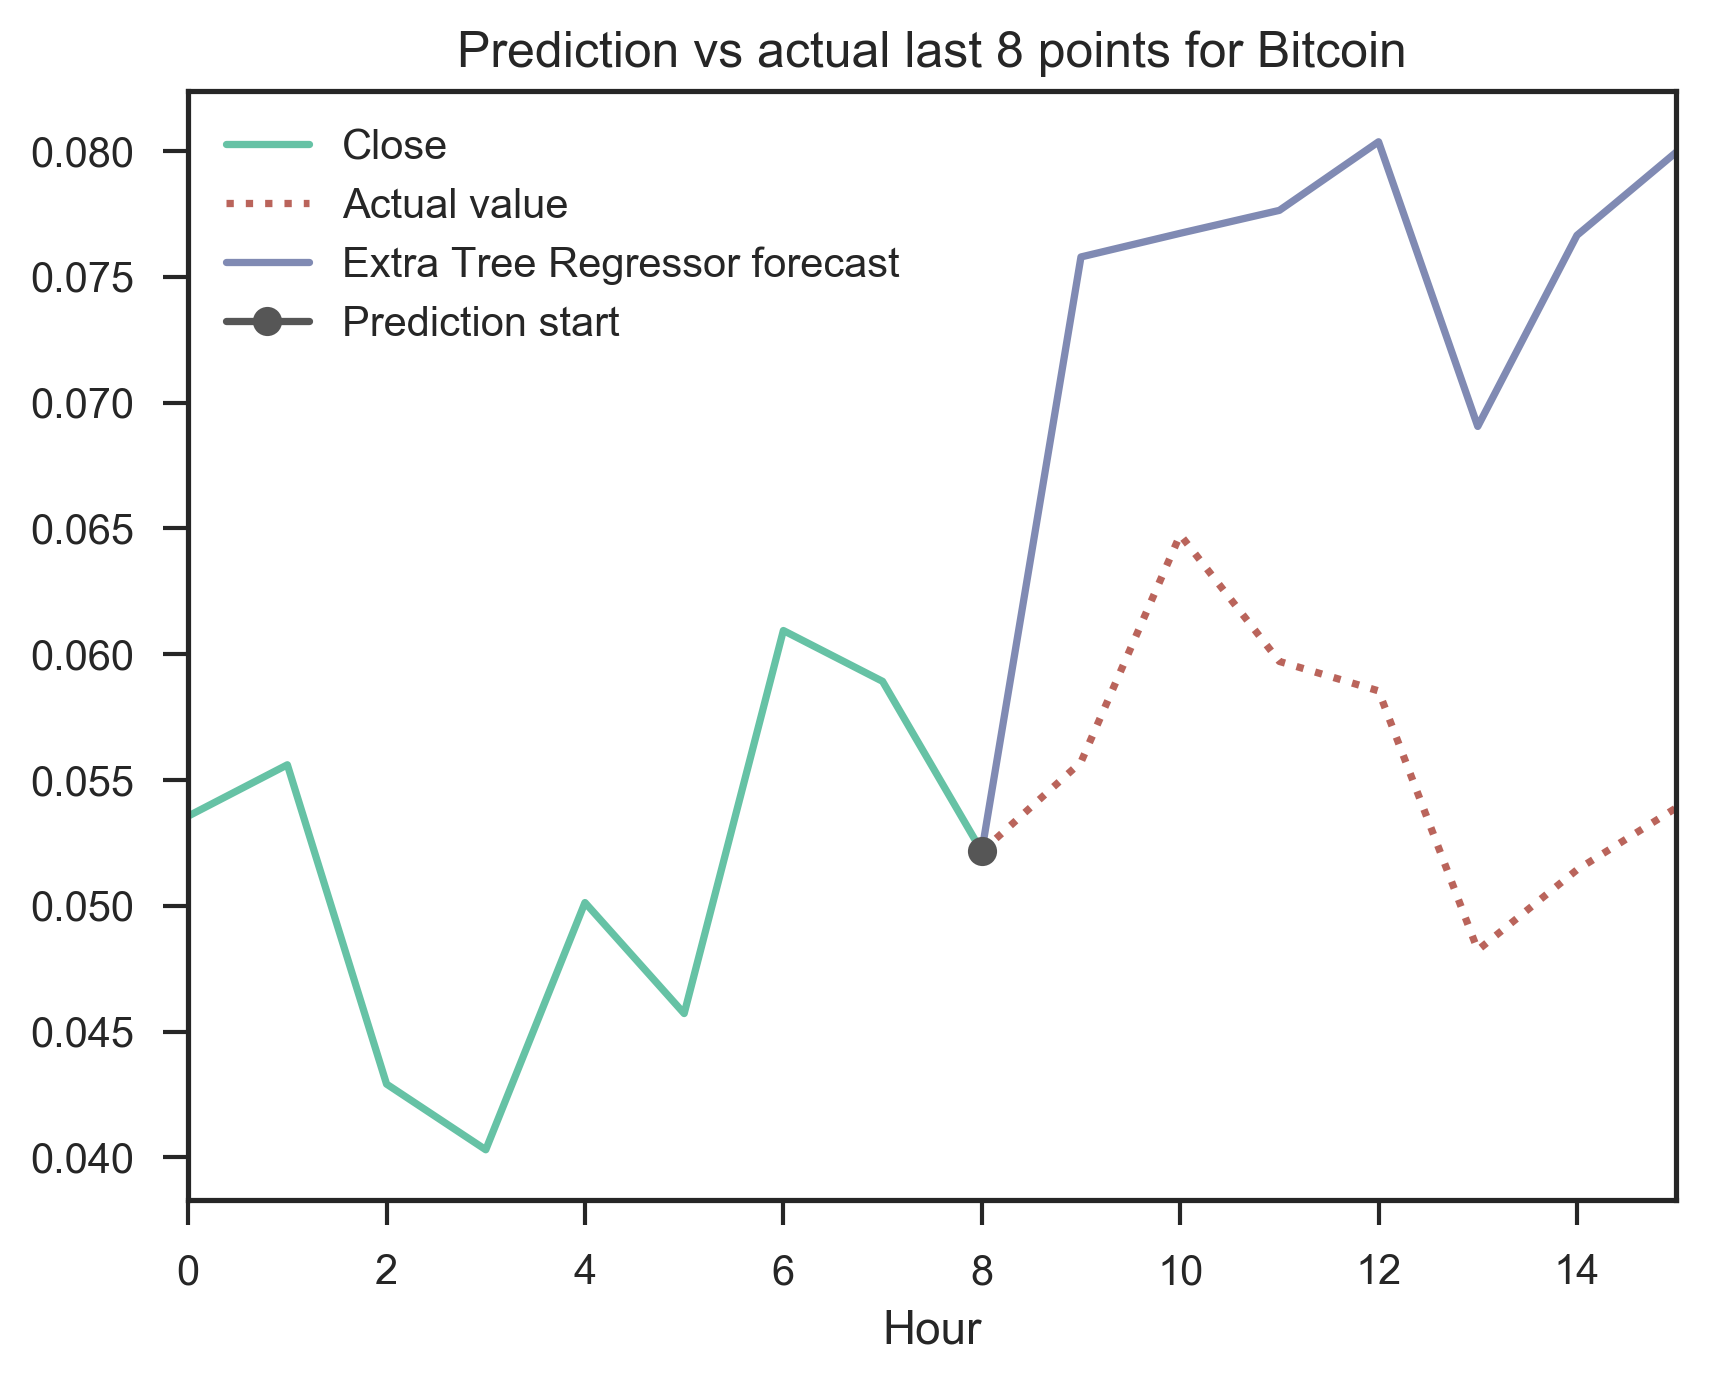 Prediction vs actual last 8 points for Bitcoin
Close
Actual value
Extra Tree Regressor forecast
Prediction start
0.080
0.075
0.070
0.065
0.060
0.055
0.050
0.045
0.040
0 2 4 6 8 10 12 14
Hour